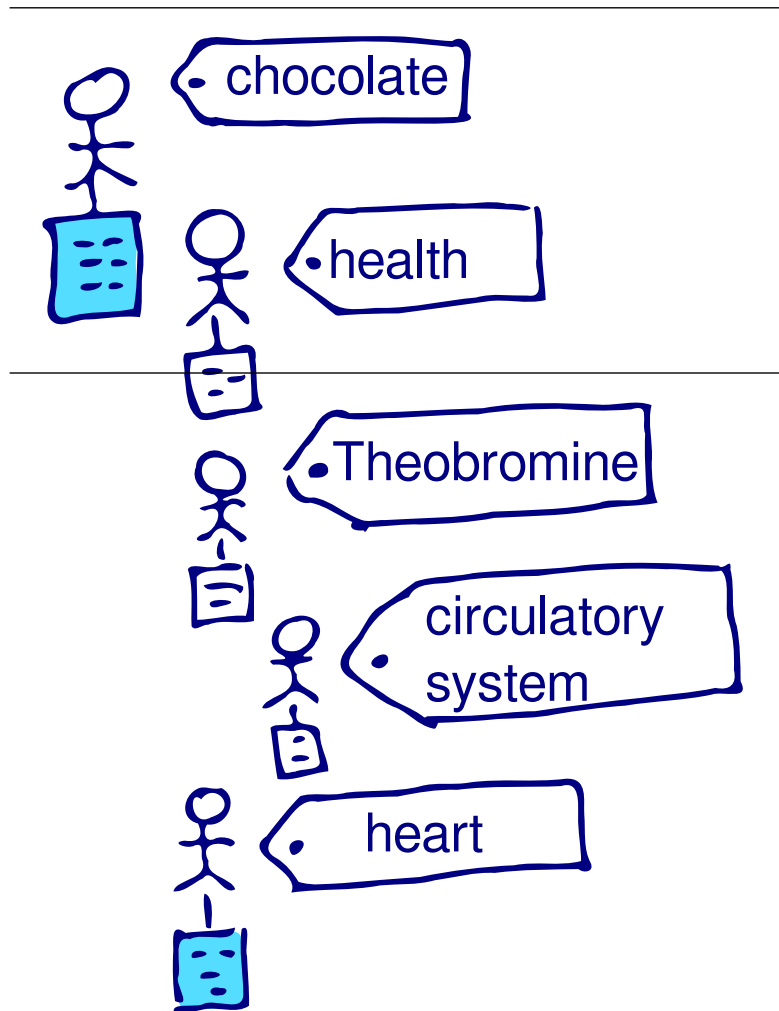 chocolate
health
Theobromine
circulatory
system
heart